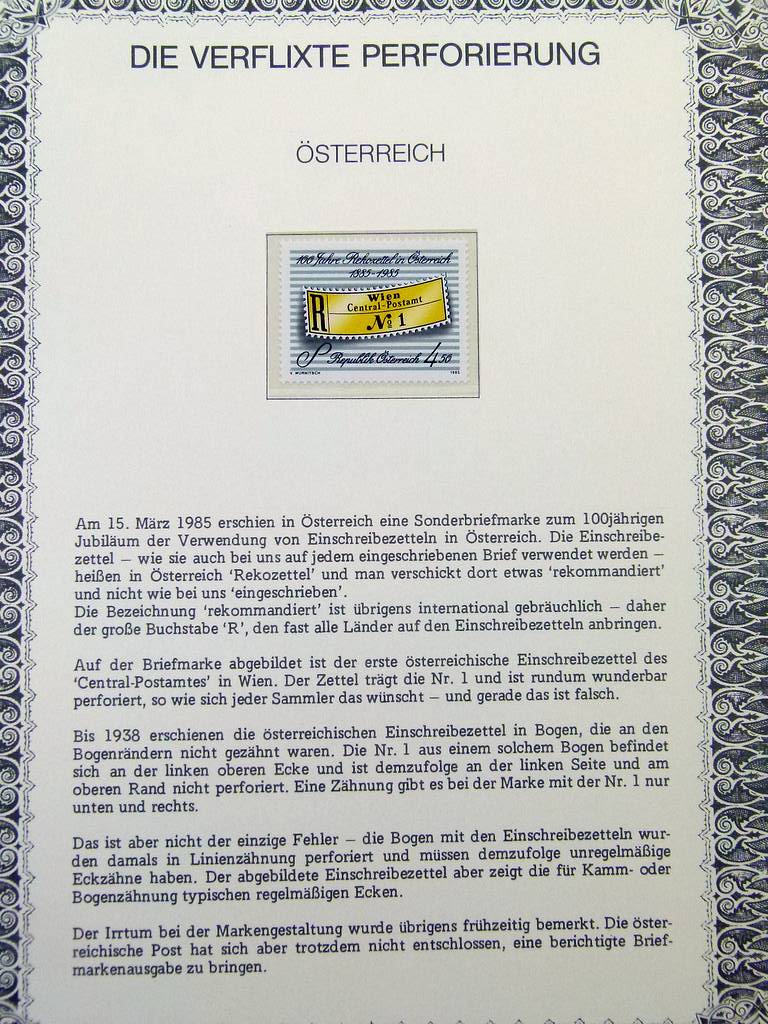 DIE VERFLIXTE PERFORIERUNG
ÖSTERREICH
100 Jahre Rekozettel in Österreich
1885-1985
R
Wien
Central-Postamt
No 1
S Republik Österreich 4.50
V. WURNITSCH 1985
Am 15. März 1985 erschien in Österreich eine Sonderbriefmarke zum 100jährigen
Jubiläum der Verwendung von Einschreibezetteln in Österreich. Die Einschreibe-
zettel – wie sie auch bei uns auf jedem eingeschriebenen Brief verwendet werden –
heißen in Österreich 'Rekozettel' und man verschickt dort etwas 'rekommandiert'
und nicht wie bei uns 'eingeschrieben'.
Die Bezeichnung 'rekommandiert' ist übrigens international gebräuchlich – daher
der große Buchstabe 'R', den fast alle Länder auf den Einschreibezetteln anbringen.
Auf der Briefmarke abgebildet ist der erste österreichische Einschreibezettel des
'Central-Postamtes' in Wien. Der Zettel trägt die Nr. 1 und ist rundum wunderbar
perforiert, so wie sich jeder Sammler das wünscht – und gerade das ist falsch.
Bis 1938 erschienen die österreichischen Einschreibezettel in Bogen, die an den
Bogenrändern nicht gezähnt waren. Die Nr. 1 aus einem solchem Bogen befindet
sich an der linken oberen Ecke und ist demzufolge an der linken Seite und am
oberen Rand nicht perforiert. Eine Zähnung gibt es bei der Marke mit der Nr. 1 nur
unten und rechts.
Das ist aber nicht der einzige Fehler – die Bogen mit den Einschreibezetteln wur-
den damals in Linienzähnung perforiert und müssen demzufolge unregelmäßige
Eckzähne haben. Der abgebildete Einschreibezettel aber zeigt die für Kamm- oder
Bogenzähnung typischen regelmäßigen Ecken.
Der Irrtum bei der Markengestaltung wurde übrigens frühzeitig bemerkt. Die öster-
reichische Post hat sich aber trotzdem nicht entschlossen, eine berichtigte Brief-
markenausgabe zu bringen.